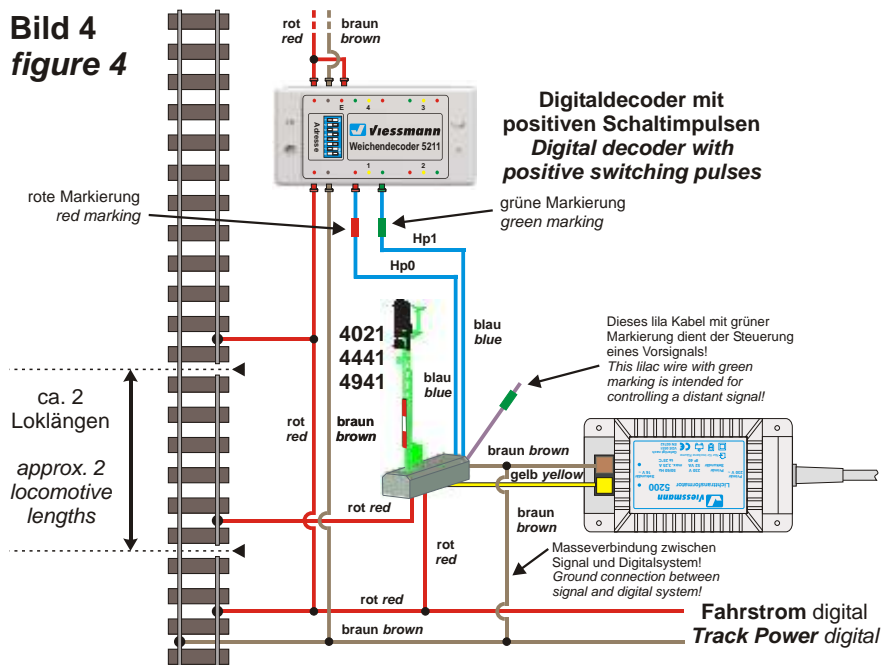 Bild 4
figure 4
rot
red
braun
brown
E
4
3
Adresse
Viessmann
Weichendecoder 5211
1
2
Digitaldecoder mit
positiven Schaltimpulsen
Digital decoder with
positive switching pulses
rote Markierung
red marking
grüne Markierung
green marking
Hp1
Hp0
4021
4441
4941
blau
blue
blau
blue
Dieses lila Kabel mit grüner
Markierung dient der Steuerung
eines Vorsignals!
This lilac wire with green
marking is intended for
controlling a distant signal!
ca. 2
Loklängen
approx. 2
locomotive
lengths
rot
red
braun
brown
braun brown
gelb yellow
Viessmann
Lichttransformator
5200
rot red
rot
red
braun
brown
Masseverbindung zwischen
Signal und Digitalsystem!
Ground connection between
signal and digital system!
rot red
braun brown
Fahrstrom digital
Track Power digital